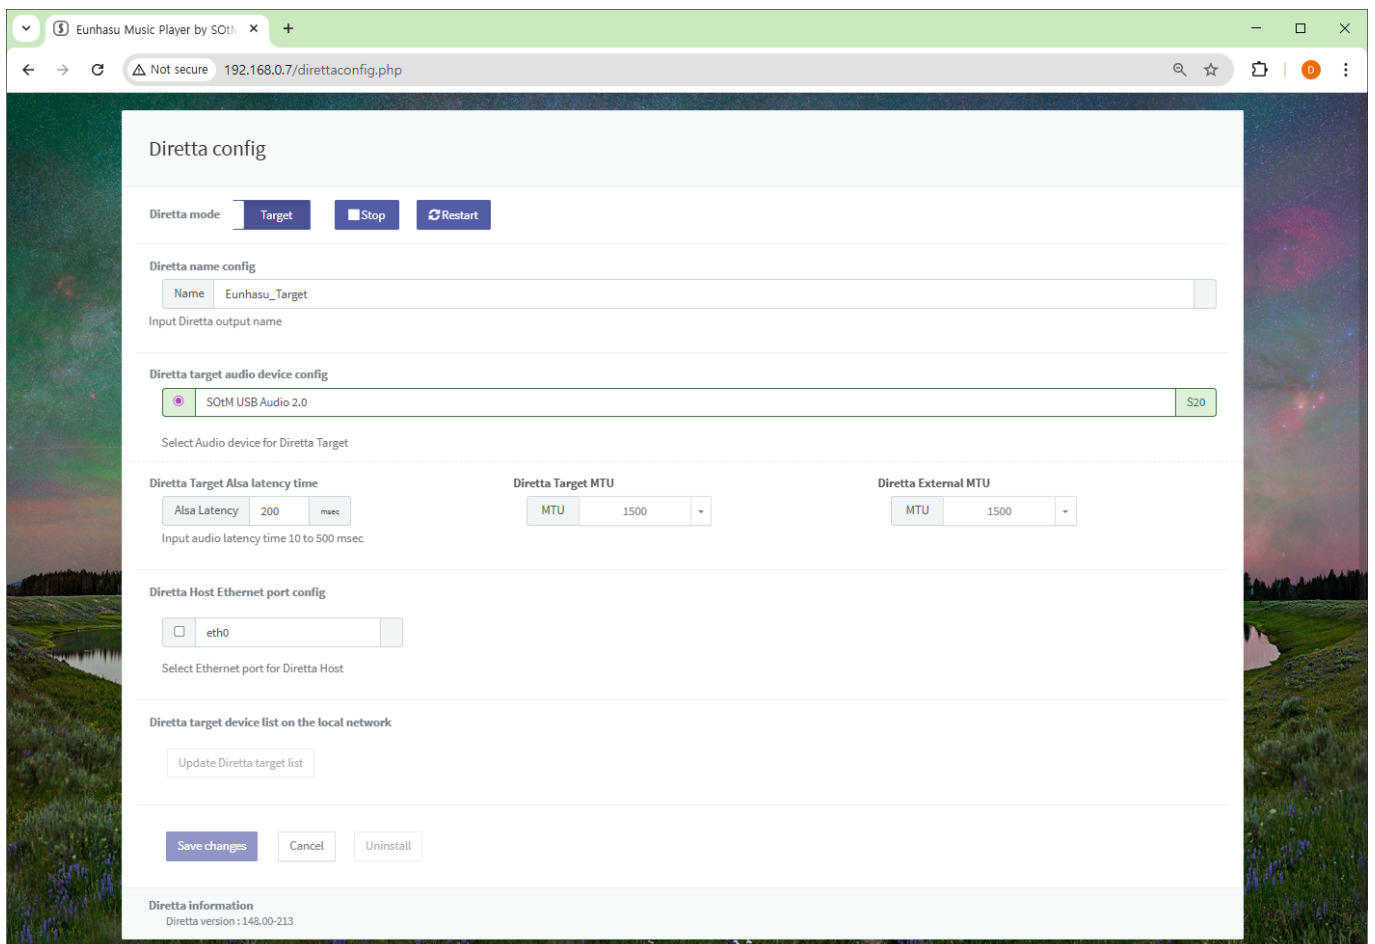 Eunhasu Music Player by SOtM
Not secure
192.168.0.7/direttaconfig.php
D
Diretta config
Diretta mode
Target
Stop
Restart
Diretta name config
Name
Eunhasu_Target
Input Diretta output name
Diretta target audio device config
SOtM USB Audio 2.0
S20
Select Audio device for Diretta Target
Diretta Target Alsa latency time
Diretta Target MTU
Diretta External MTU
Alsa Latency
200
msec
MTU
1500
MTU
1500
Input audio latency time 10 to 500 msec
Diretta Host Ethernet port config
eth0
Select Ethernet port for Diretta Host
Diretta target device list on the local network
Update Diretta target list
Save changes
Cancel
Uninstall
Diretta information
Diretta version : 148.00-213